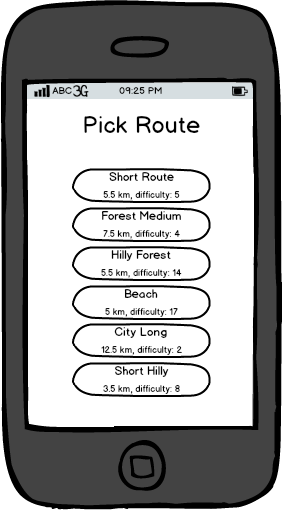 ABC 3G 09:25 PM
Pick Route
Short Route
5.5 km, difficulty: 5
Forest Medium
7.5 km, difficulty: 4
Hilly Forest
5.5 km, difficulty: 14
Beach
5 km, difficulty: 17
City Long
12.5 km, difficulty: 2
Short Hilly
3.5 km, difficulty: 8